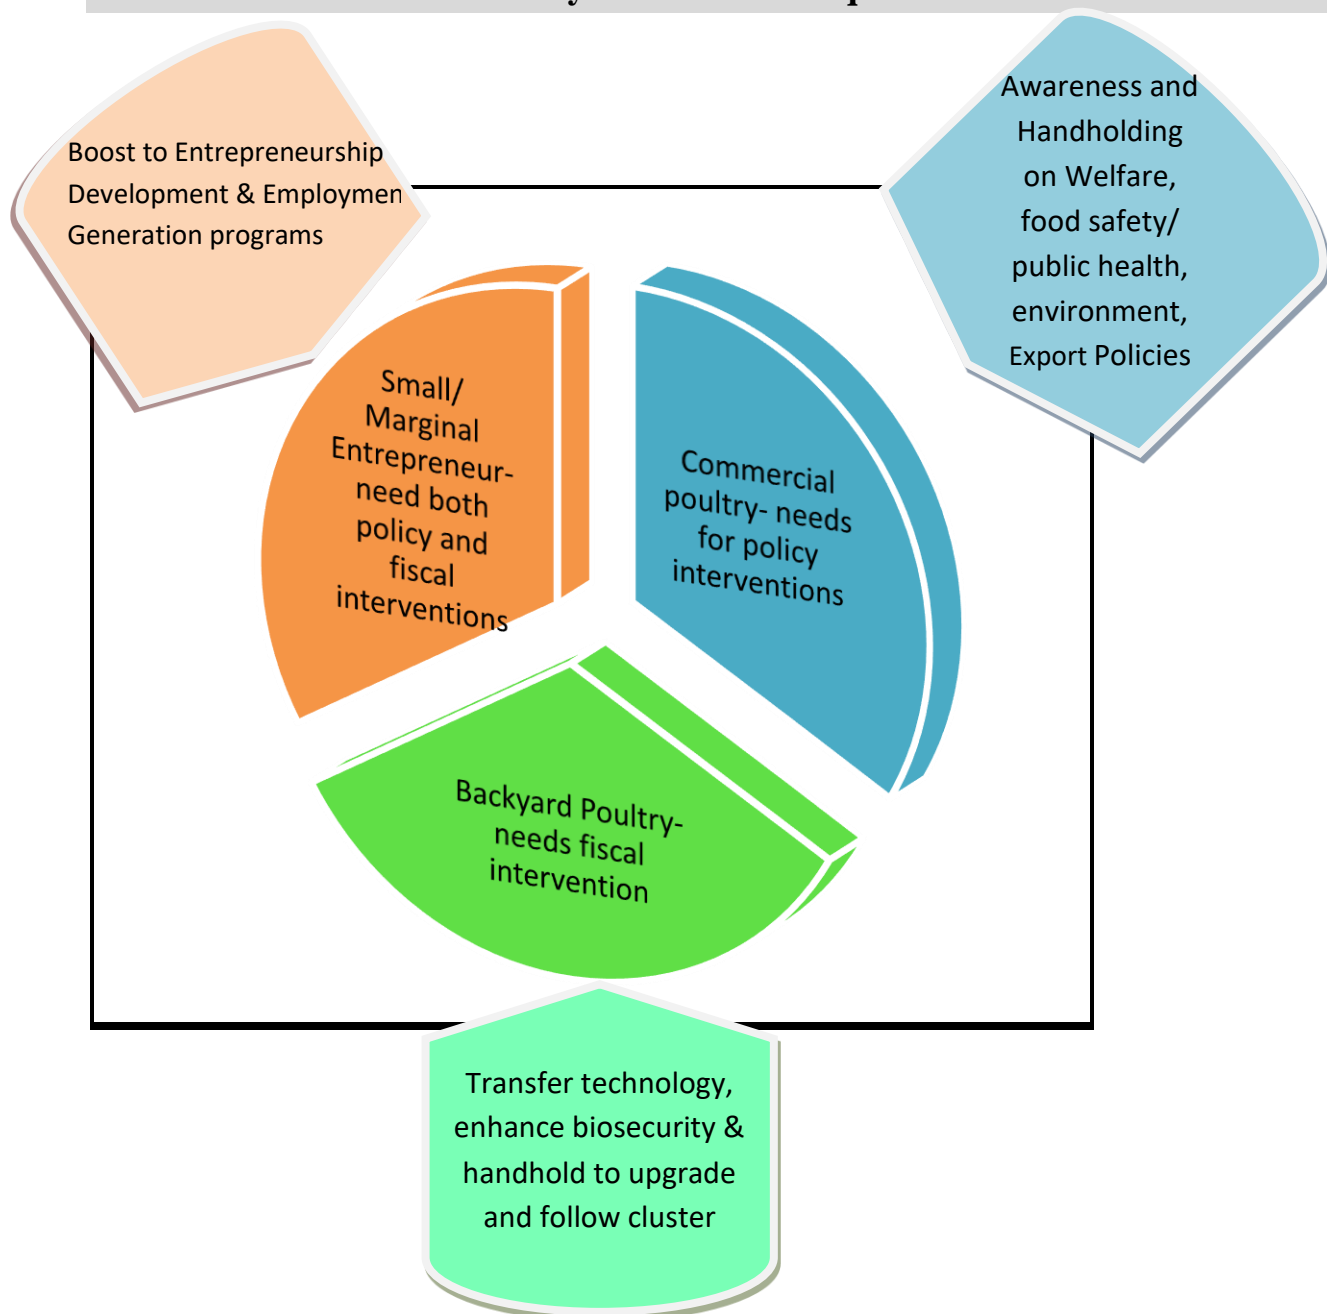 Boost to Entrepreneurship
Development & Employmen
Generation programs
Awareness and
Handholding
on Welfare,
food safety/
public health,
environment,
Export Policies
Small/
Marginal
Entrepreneur-
need both
policy and
fiscal
interventions
Commercial
poultry- needs
for policy
interventions
Backyard Poultry-
needs fiscal
intervention
Transfer technology,
enhance biosecurity &
handhold to upgrade
and follow cluster